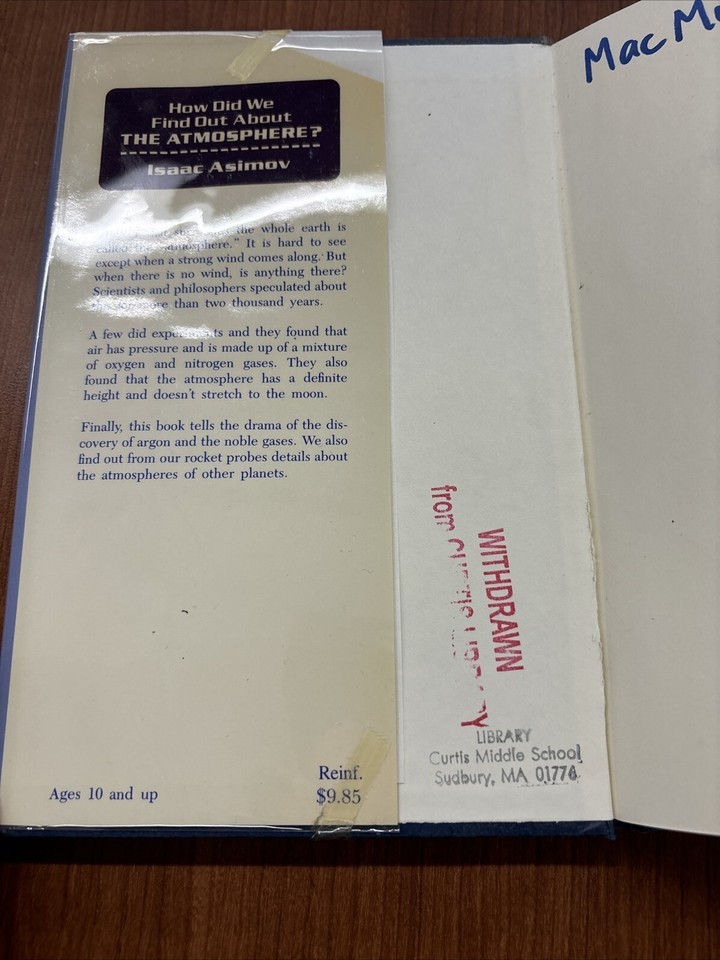 How Did We
Find Out About
THE ATMOSPHERE?
Isaac Asimov
the whole earth is
called the "atmosphere." It is hard to see
except when a strong wind comes along. But
when there is no wind, is anything there?
Scientists and philosophers speculated about
more than two thousand years.
A few did experiments and they found that
air has pressure and is made up of a mixture
of oxygen and nitrogen gases. They also
found that the atmosphere has a definite
height and doesn't stretch to the moon.
Finally, this book tells the drama of the dis-
covery of argon and the noble gases. We also
find out from our rocket probes details about
the atmospheres of other planets.
Ages 10 and up
Reinf.
$9.85
WITHDRAWN
from
LIBRARY
Curtis Middle School
Sudbury, MA 01776
Mac